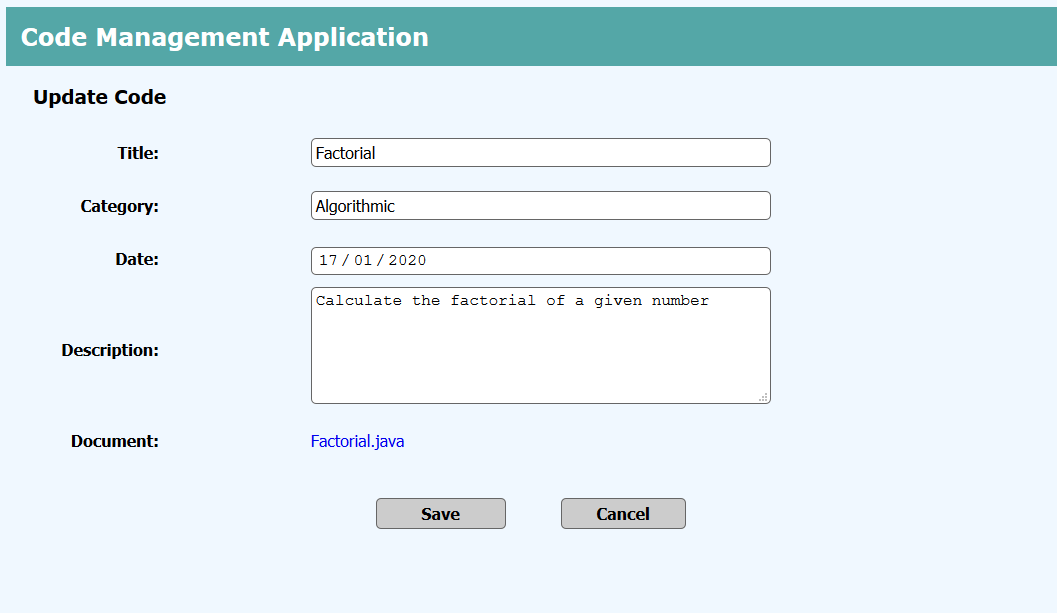 Code Management Application
Update Code
Title: Factorial
Category: Algorithmic
Date: 17 / 01 / 2020
Description: Calculate the factorial of a given number
Document: Factorial.java
Save Cancel